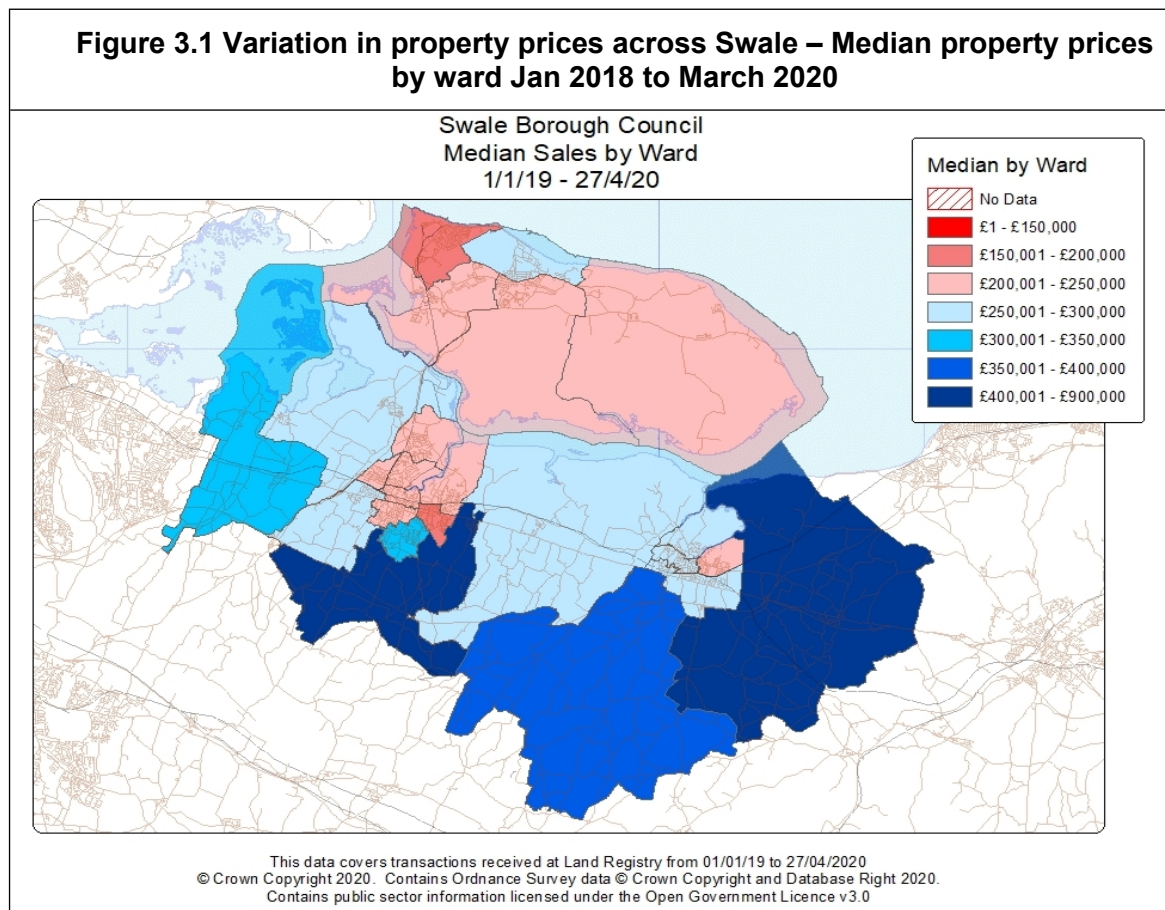 Figure 3.1 Variation in property prices across Swale – Median property prices
by ward Jan 2018 to March 2020
Swale Borough Council
Median Sales by Ward
1/1/19 - 27/4/20
Median by Ward
No Data
£1 - £150,000
£150,001 - £200,000
£200,001 - £250,000
£250,001 - £300,000
£300,001 - £350,000
£350,001 - £400,000
£400,001 - £900,000
This data covers transactions received at Land Registry from 01/01/19 to 27/04/2020
© Crown Copyright 2020. Contains Ordnance Survey data © Crown Copyright and Database Right 2020.
Contains public sector information licensed under the Open Government Licence v3.0